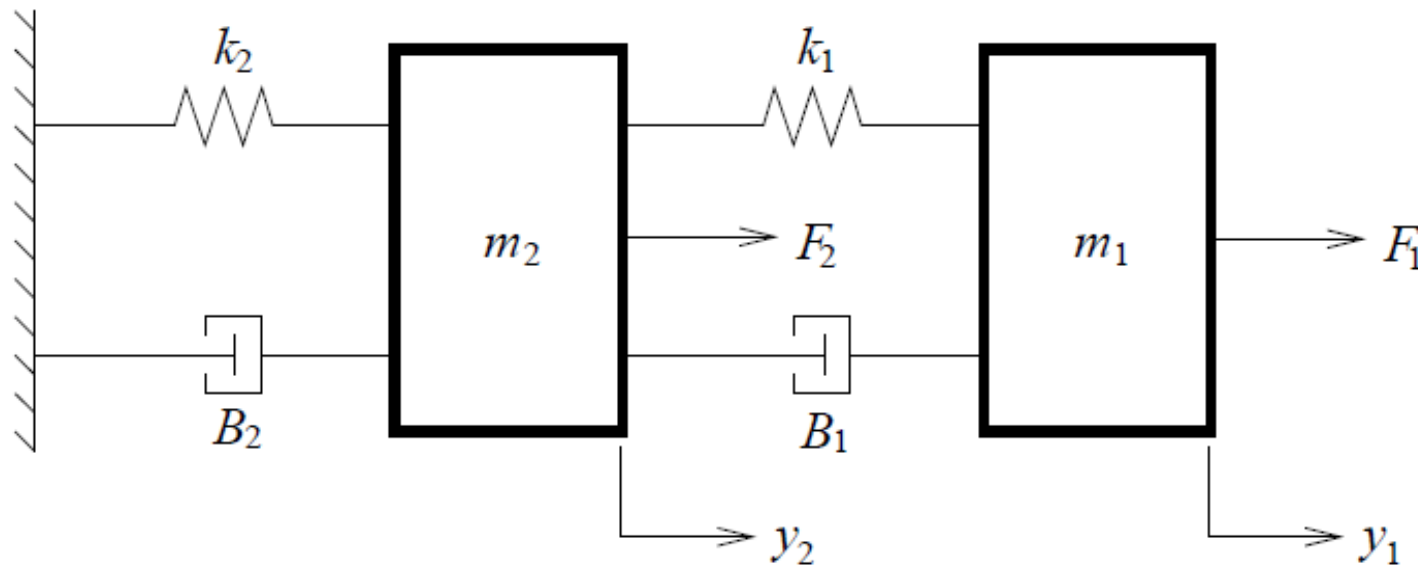 k₂ k₁
m₂ F₂ m₁ F₁
B₂ B₁
y₂ y₁